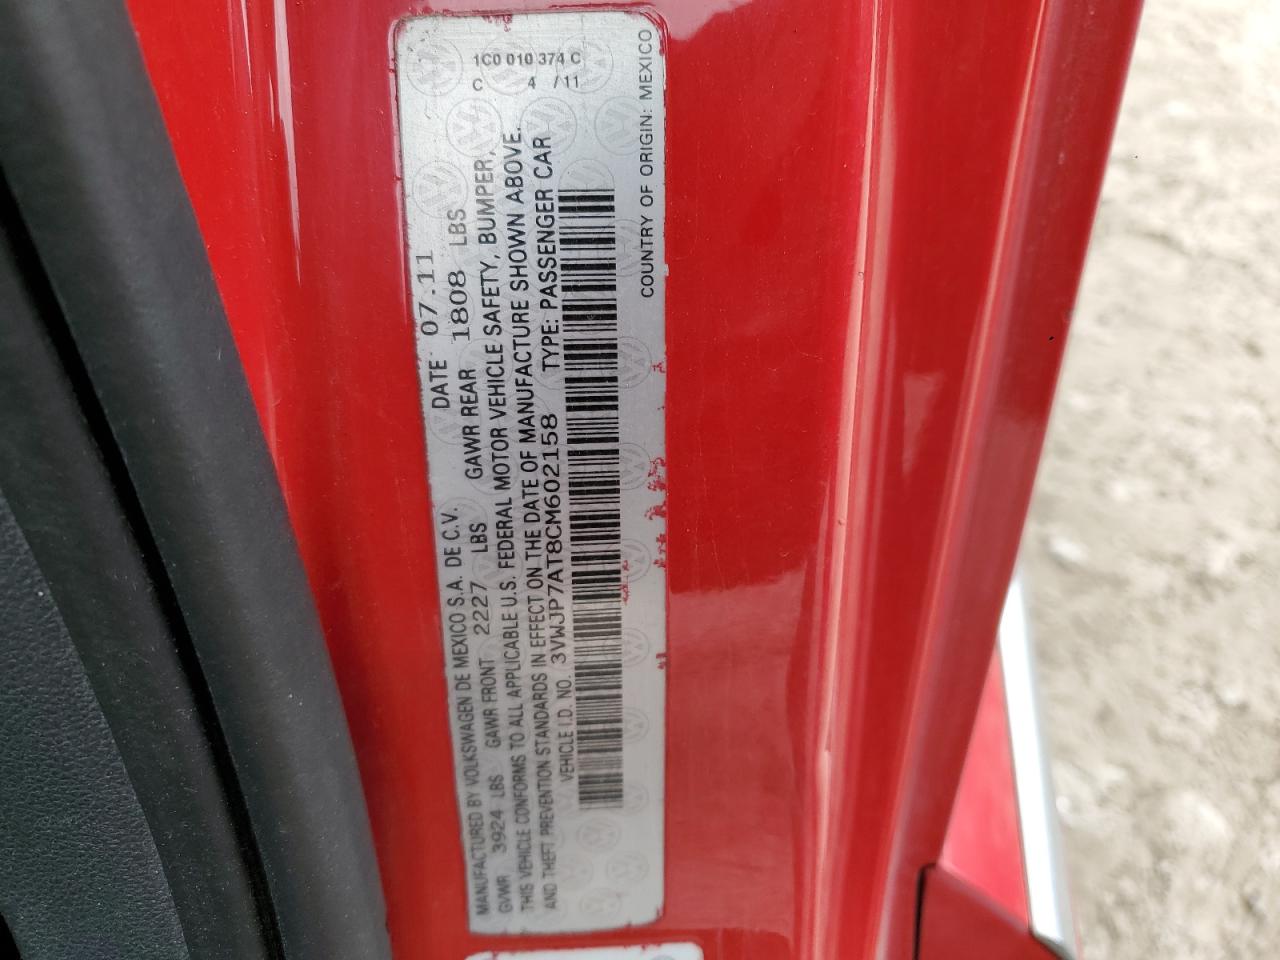 MANUFACTURED BY VOLKSWAGEN DE MEXICO S.A. DE C.V. DATE 07.11
GVWR 3924 LBS GAWR FRONT 2227 LBS GAWR REAR 1808 LBS
THIS VEHICLE CONFORMS TO ALL APPLICABLE U.S. FEDERAL MOTOR VEHICLE SAFETY, BUMPER,
AND THEFT PREVENTION STANDARDS IN EFFECT ON THE DATE OF MANUFACTURE SHOWN ABOVE.
VEHICLE I.D. NO. 3VWJP7AT8CM602158 TYPE: PASSENGER CAR
COUNTRY OF ORIGIN: MEXICO
1C0 010 374 C
C 4 /11